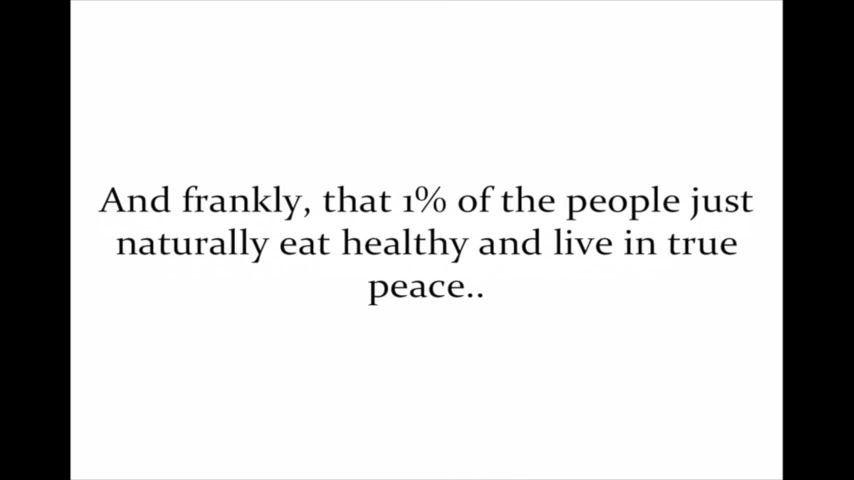 And frankly, that 1% of the people just
naturally eat healthy and live in true
peace..